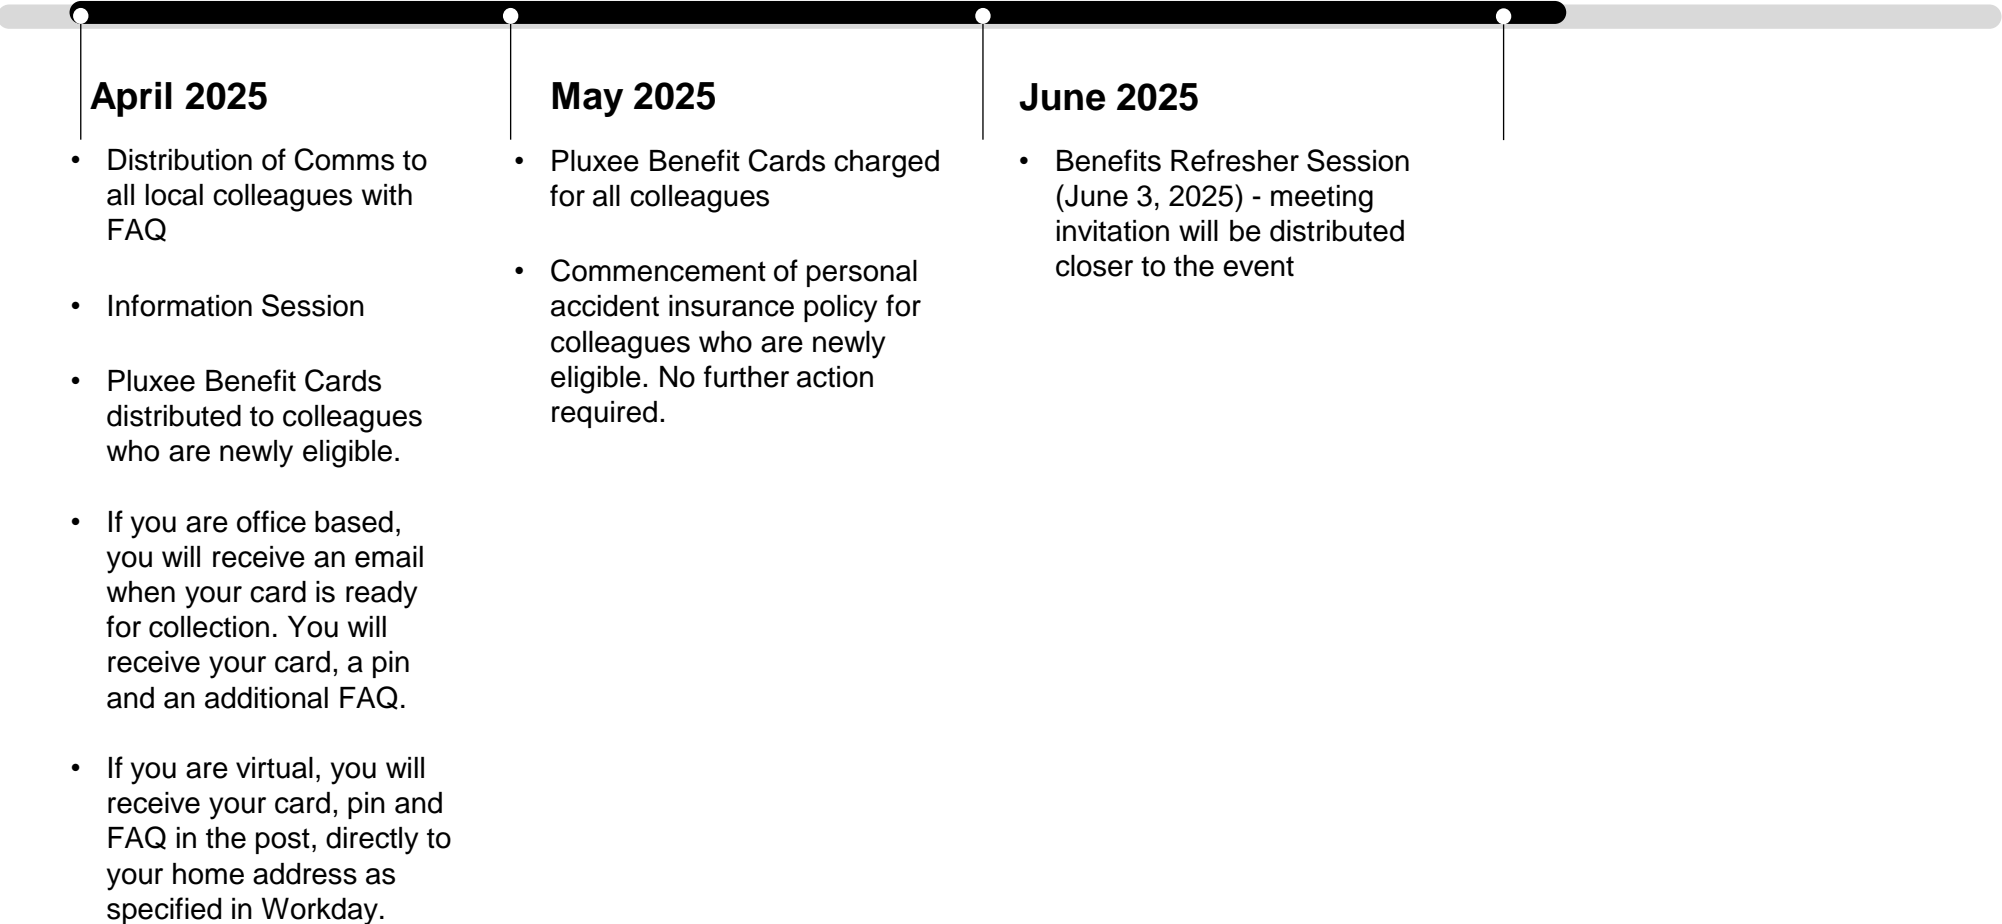 April 2025
• Distribution of Comms to
all local colleagues with
FAQ
• Information Session
• Pluxee Benefit Cards
distributed to colleagues
who are newly eligible.
• If you are office based,
you will receive an email
when your card is ready
for collection. You will
receive your card, a pin
and an additional FAQ.
• If you are virtual, you will
receive your card, pin and
FAQ in the post, directly to
your home address as
specified in Workday.
May 2025
• Pluxee Benefit Cards charged
for all colleagues
• Commencement of personal
accident insurance policy for
colleagues who are newly
eligible. No further action
required.
June 2025
• Benefits Refresher Session
(June 3, 2025) - meeting
invitation will be distributed
closer to the event